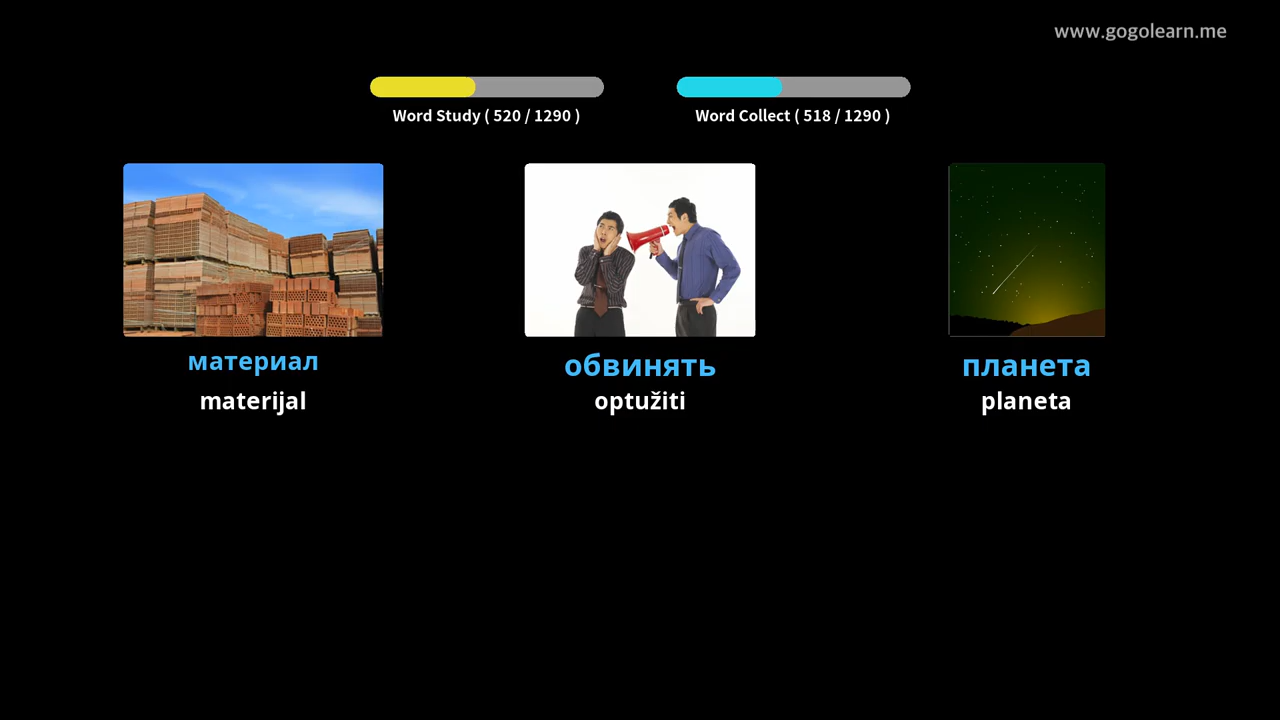 www.gogolearn.me
Word Study ( 520 / 1290 )
Word Collect ( 518 / 1290 )
материал
обвинять
планета
materijal
optužiti
planeta